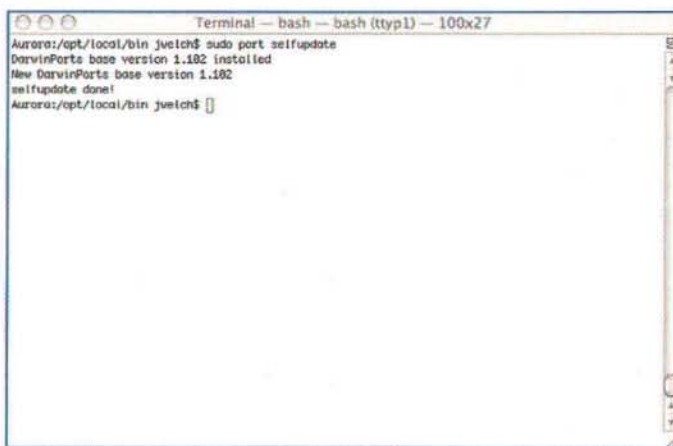 Terminal — bash — bash (ttyp1) — 100x27
Aurora:/opt/local/bin jwelch$ sudo port selfupdate
DarwinPorts base version 1.102 installed
New DarwinPorts base version 1.102
selfupdate done!
Aurora:/opt/local/bin jwelch$